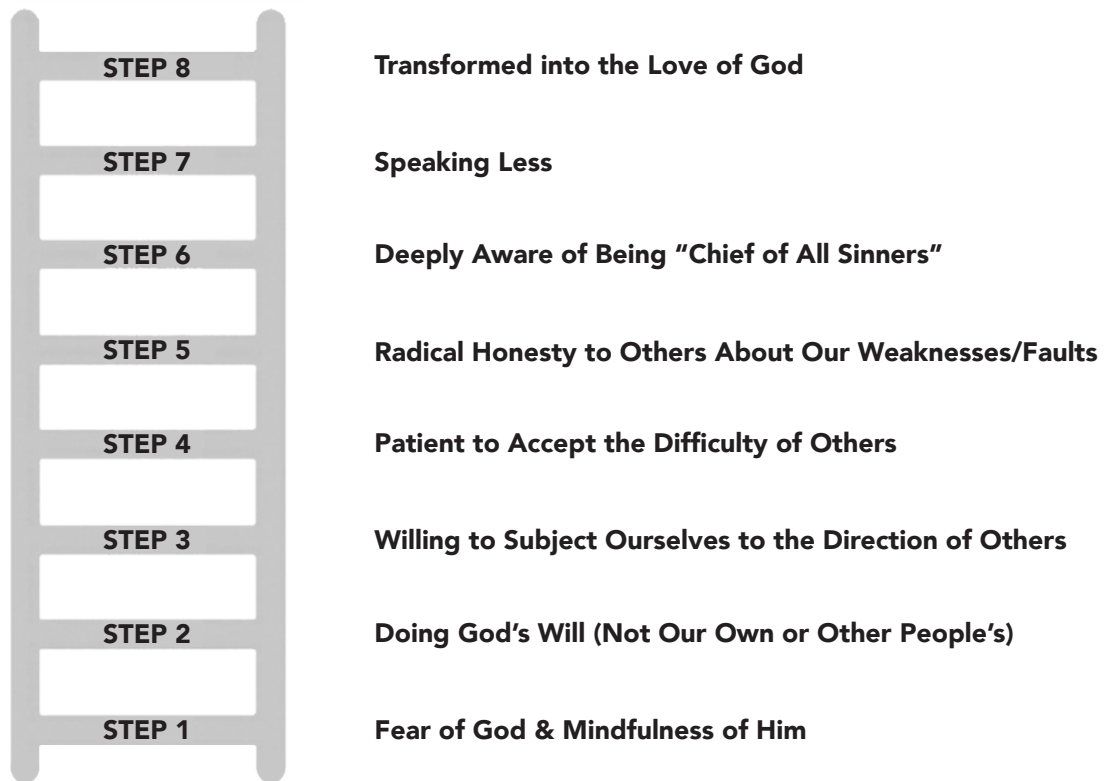 STEP 8 Transformed into the Love of God
STEP 7 Speaking Less
STEP 6 Deeply Aware of Being “Chief of All Sinners”
STEP 5 Radical Honesty to Others About Our Weaknesses/Faults
STEP 4 Patient to Accept the Difficulty of Others
STEP 3 Willing to Subject Ourselves to the Direction of Others
STEP 2 Doing God’s Will (Not Our Own or Other People’s)
STEP 1 Fear of God & Mindfulness of Him